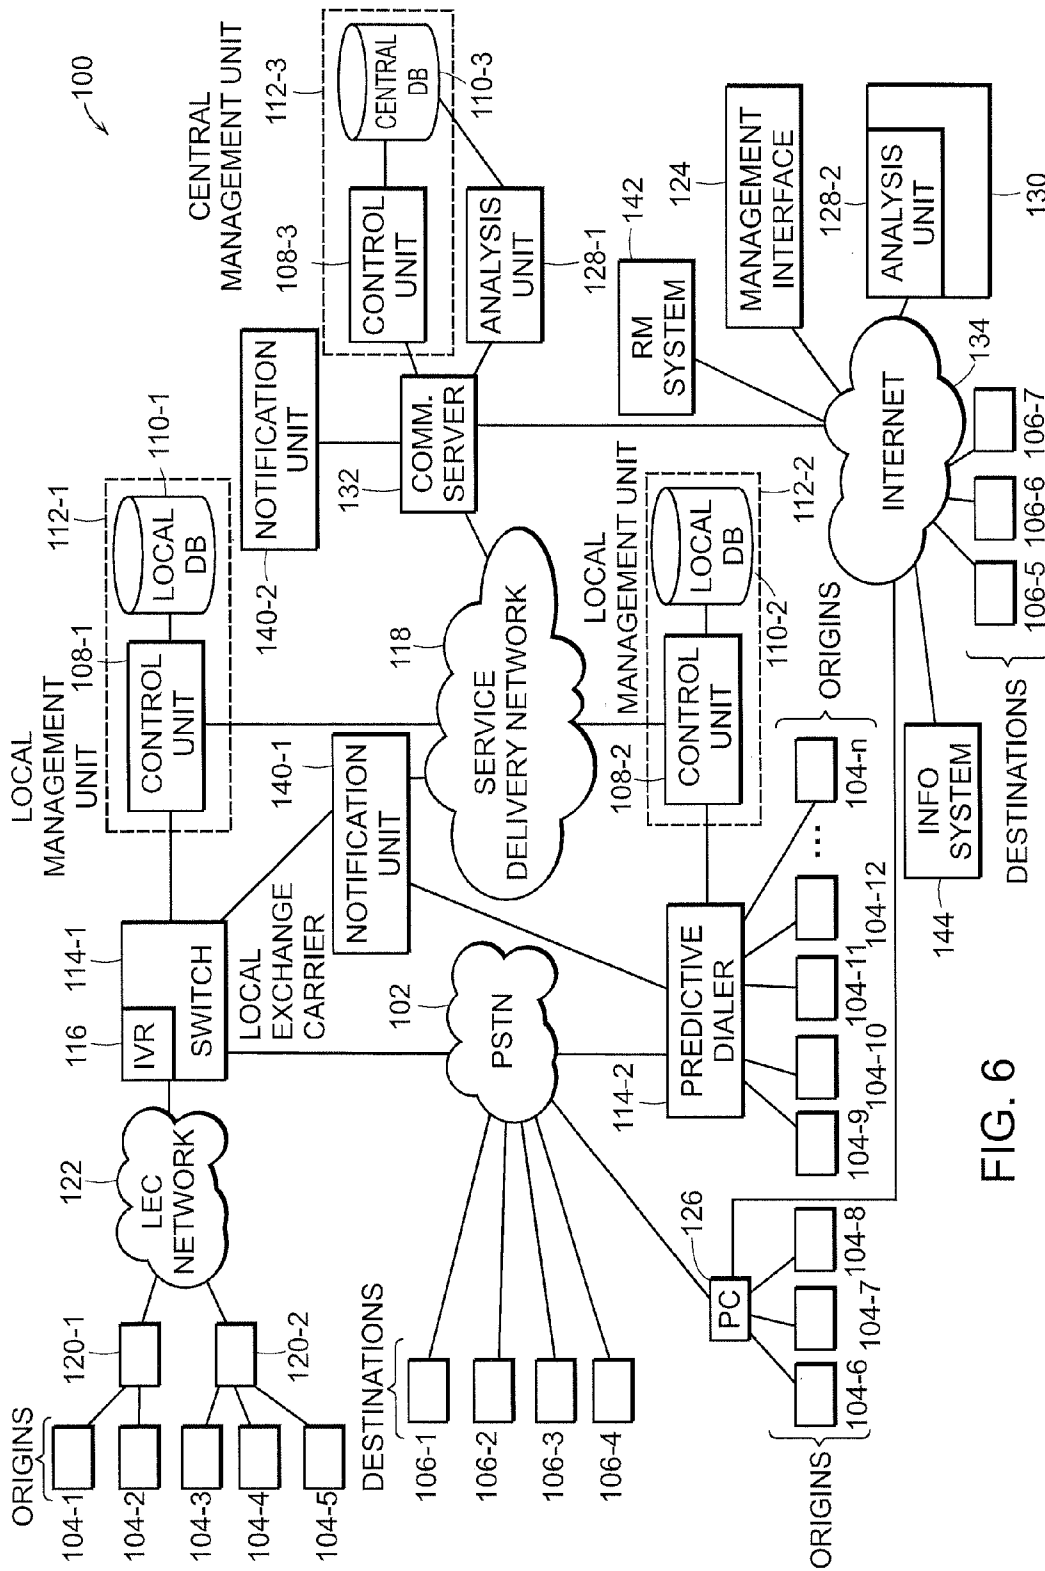 100
CENTRAL
MANAGEMENT UNIT
112-3
CENTRAL
DB
110-3
108-3
CONTROL
UNIT
ANALYSIS
UNIT
128-1
NOTIFICATION
UNIT
140-2
132
COMM.
SERVER
LOCAL
MANAGEMENT
UNIT
112-1
110-1
LOCAL
DB
108-1
CONTROL
UNIT
114-1
116
IVR
SWITCH
LOCAL
EXCHANGE
CARRIER
122
LEC
NETWORK
120-1
120-2
ORIGINS
104-1
104-2
104-3
104-4
104-5
140-1
NOTIFICATION
UNIT
118
SERVICE
DELIVERY NETWORK
102
PSTN
DESTINATIONS
106-1
106-2
106-3
106-4
LOCAL
MANAGEMENT UNIT
112-2
LOCAL
DB
110-2
108-2
CONTROL
UNIT
114-2
PREDICTIVE
DIALER
ORIGINS
104-9
104-10
104-11
104-12
...
104-n
126
PC
ORIGINS
104-6
104-7
104-8
RM
SYSTEM
142
MANAGEMENT
INTERFACE
124
128-2
ANALYSIS
UNIT
130
INTERNET
134
DESTINATIONS
106-5
106-6
106-7
INFO
SYSTEM
144
FIG. 6